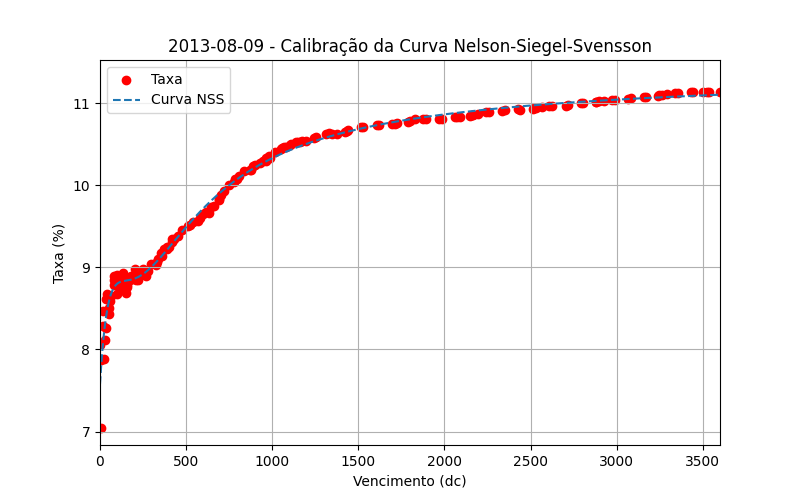 2013-08-09 - Calibração da Curva Nelson-Siegel-Svensson
Taxa
Curva NSS
Taxa (%)
11
10
9
8
7
0 500 1000 1500 2000 2500 3000 3500
Vencimento (dc)